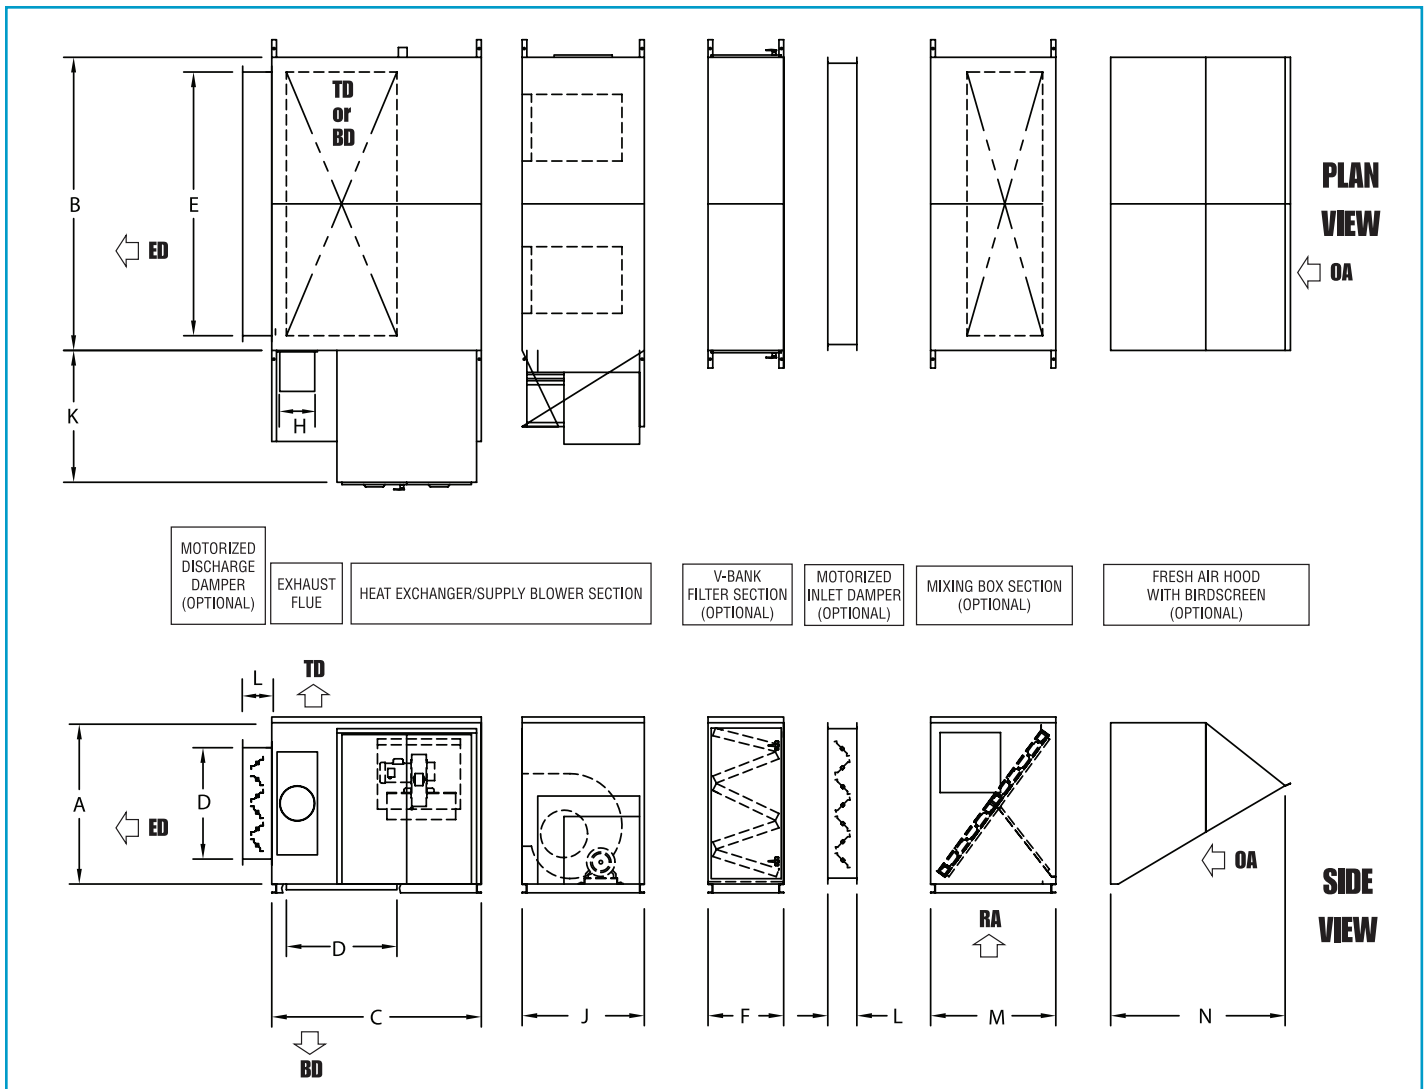 TD
or
BD
PLAN
VIEW
B
E
ED
OA
K
H
MOTORIZED
DISCHARGE
DAMPER
(OPTIONAL)
EXHAUST
FLUE
HEAT EXCHANGER/SUPPLY BLOWER SECTION
V-BANK
FILTER SECTION
(OPTIONAL)
MOTORIZED
INLET DAMPER
(OPTIONAL)
MIXING BOX SECTION
(OPTIONAL)
FRESH AIR HOOD
WITH BIRDSCREEN
(OPTIONAL)
L
TD
A
D
ED
OA
SIDE
VIEW
RA
D
C
J
F
L
M
N
BD